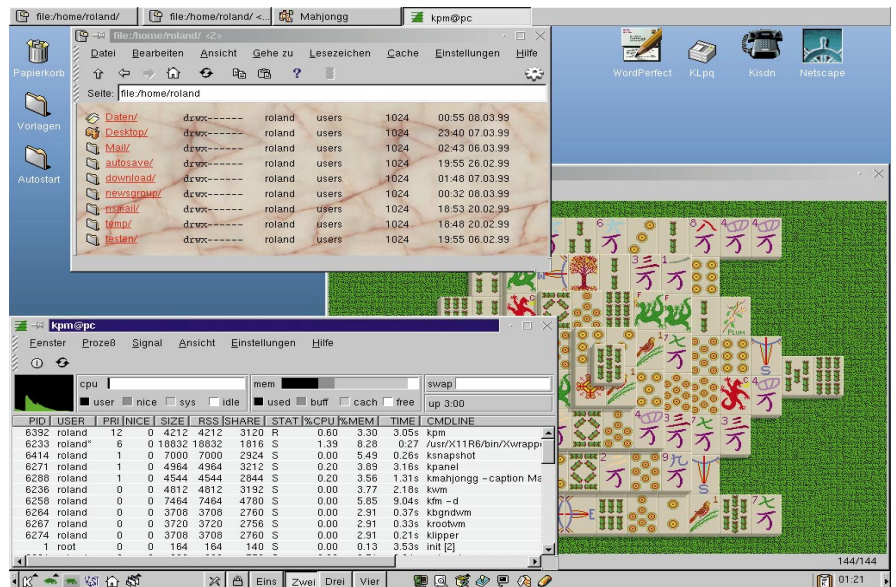 file:/home/roland/ file:/home/roland/ <... Mahjongg kpm@pc
file:/home/roland/ <2>
Datei Bearbeiten Ansicht Gehe zu Lesezeichen Cache Einstellungen Hilfe
Seite: file:/home/roland
Daten/ drwx------ roland users 1024 00:55 08.03.99
Desktop/ drwx------ roland users 1024 23:40 07.03.99
Mail/ drwx------ roland users 1024 02:43 06.03.99
autosave/ drwx------ roland users 1024 19:55 26.02.99
download/ drwx------ roland users 1024 01:48 07.03.99
newsgroup/ drwx------ roland users 1024 00:32 08.03.99
nsmail/ drwx------ roland users 1024 18:53 20.02.99
temp/ drwx------ roland users 1024 18:48 20.02.99
testen/ drwx------ roland users 1024 19:55 06.02.99
Papierkorb
Vorlagen
Autostart
WordPerfect KLpq Kisdn Netscape
kpm@pc
Fenster Prozeß Signal Ansicht Einstellungen Hilfe
cpu mem swap
user nice sys idle used buff cach free up 3:00
PID USER PRI NICE SIZE RSS SHARE STAT %CPU %MEM TIME CMDLINE
6392 roland 12 0 4212 4212 3120 R 0.60 3.30 3.05s kpm
6233 roland* 6 0 18832 18832 1816 S 1.39 8.28 0:27 /usr/X11R6/bin/Xwrappe
6414 roland 1 0 7000 7000 2924 S 0.00 5.49 0.26s ksnapshot
6271 roland 1 0 4964 4964 3212 S 0.20 3.89 3.16s kpanel
6288 roland 1 0 4544 4544 2844 S 0.20 3.56 1.31s kmahjongg -caption Ma
6236 roland 0 0 4812 4812 3192 S 0.00 3.77 2.18s kwm
6258 roland 0 0 7464 7464 4780 S 0.00 5.85 9.04s kfm -d
6264 roland 0 0 3708 3708 2760 S 0.00 2.91 0.37s kbgndwm
6267 roland 0 0 3720 3720 2756 S 0.00 2.91 0.33s krootwm
6274 roland 0 0 3708 3708 2760 S 0.00 2.91 0.21s klipper
1 root 0 0 164 164 140 S 0.00 0.13 3.53s init [2]
PLUM
144/144
Eins Zwei Drei Vier 01:21